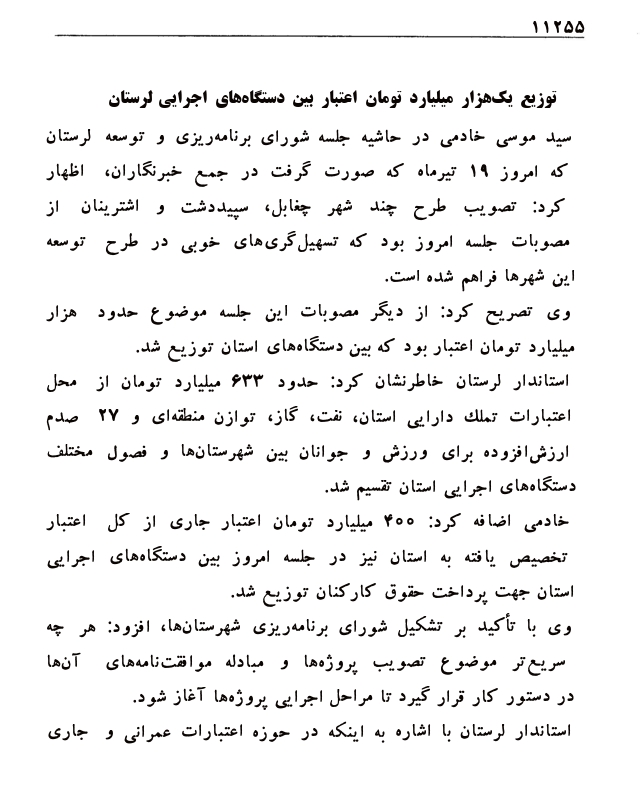 ۱۱۲۵۵
توزیع یک‌هزار میلیارد تومان اعتبار بین دستگاه‌های اجرایی لرستان
سید موسی خادمی در حاشیه جلسه شورای برنامه‌ریزی و توسعه لرستان
که امروز ۱۹ تیرماه که صورت گرفت در جمع خبرنگاران، اظهار
کرد: تصویب طرح چند شهر چغابل، سپیددشت و اشترینان از
مصوبات جلسه امروز بود که تسهیل‌گری‌های خوبی در طرح توسعه
این شهرها فراهم شده است.
وی تصریح کرد: از دیگر مصوبات این جلسه موضوع حدود هزار
میلیارد تومان اعتبار بود که بین دستگاه‌های استان توزیع شد.
استاندار لرستان خاطرنشان کرد: حدود ۶۳۳ میلیارد تومان از محل
اعتبارات تملك دارایی استان، نفت، گاز، توازن منطقه‌ای و ۲۷ صدم
ارزش‌افزوده برای ورزش و جوانان بین شهرستان‌ها و فصول مختلف
دستگاه‌های اجرایی استان تقسیم شد.
خادمی اضافه کرد: ۴۰۰ میلیارد تومان اعتبار جاری از کل اعتبار
تخصیص یافته به استان نیز در جلسه امروز بین دستگاه‌های اجرایی
استان جهت پرداخت حقوق کارکنان توزیع شد.
وی با تأکید بر تشکیل شورای برنامه‌ریزی شهرستان‌ها، افزود: هر چه
سریع‌تر موضوع تصویب پروژه‌ها و مبادله موافقت‌نامه‌های آن‌ها
در دستور کار قرار گیرد تا مراحل اجرایی پروژه‌ها آغاز شود.
استاندار لرستان با اشاره به اینکه در حوزه اعتبارات عمرانی و جاری